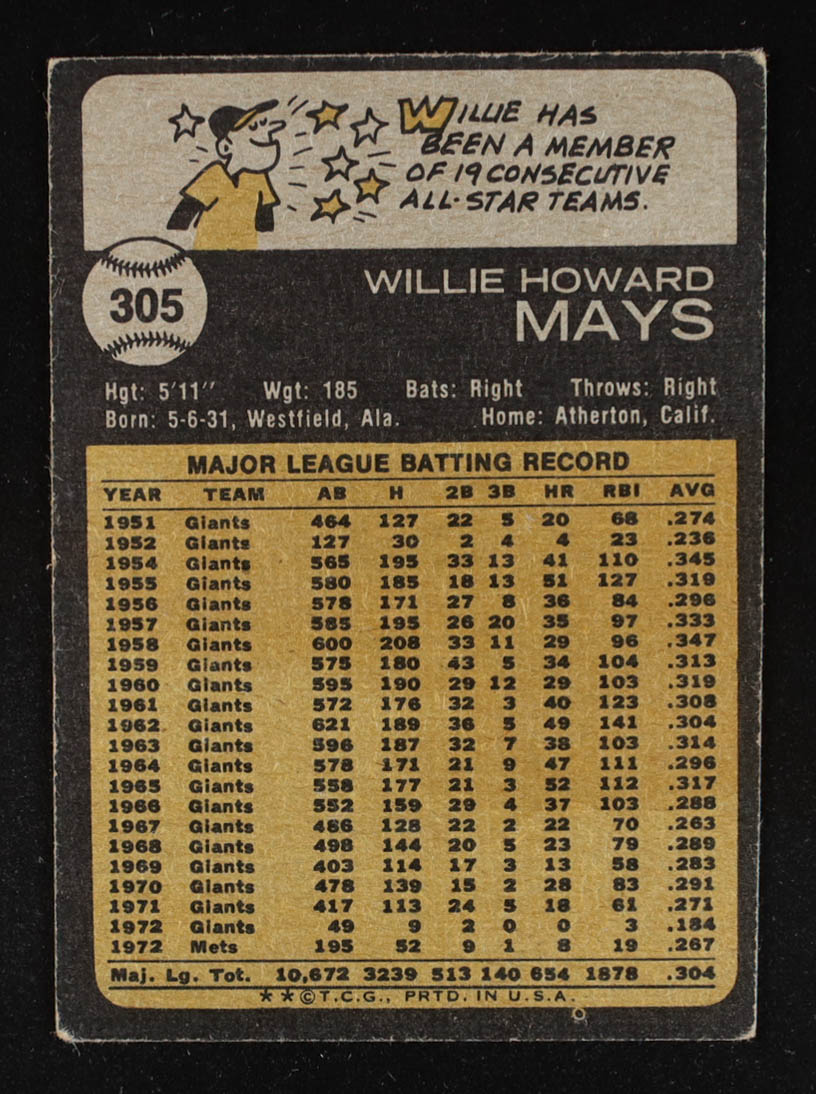 WILLIE HAS
BEEN A MEMBER
OF 19 CONSECUTIVE
ALL-STAR TEAMS.
305
WILLIE HOWARD
MAYS
Hgt: 5'11" Wgt: 185 Bats: Right Throws: Right
Born: 5-6-31, Westfield, Ala. Home: Atherton, Calif.
MAJOR LEAGUE BATTING RECORD
YEAR TEAM AB H 2B 3B HR RBI AVG
1951 Giants 464 127 22 5 20 68 .274
1952 Giants 127 30 2 4 4 23 .236
1954 Giants 565 195 33 13 41 110 .345
1955 Giants 580 185 18 13 51 127 .319
1956 Giants 578 171 27 8 36 84 .296
1957 Giants 585 195 26 20 35 97 .333
1958 Giants 600 208 33 11 29 96 .347
1959 Giants 575 180 43 5 34 104 .313
1960 Giants 595 190 29 12 29 103 .319
1961 Giants 572 176 32 3 40 123 .308
1962 Giants 621 189 36 5 49 141 .304
1963 Giants 596 187 32 7 38 103 .314
1964 Giants 578 171 21 9 47 111 .296
1965 Giants 558 177 21 3 52 112 .317
1966 Giants 552 159 29 4 37 103 .288
1967 Giants 486 128 22 2 22 70 .263
1968 Giants 498 144 20 5 23 79 .289
1969 Giants 403 114 17 3 13 58 .283
1970 Giants 478 139 15 2 28 83 .291
1971 Giants 417 113 24 5 18 61 .271
1972 Giants 49 9 2 0 0 3 .184
1972 Mets 195 52 9 1 8 19 .267
Maj. Lg. Tot. 10,672 3239 513 140 654 1878 .304
**©T.C.G., PRTD. IN U.S.A.